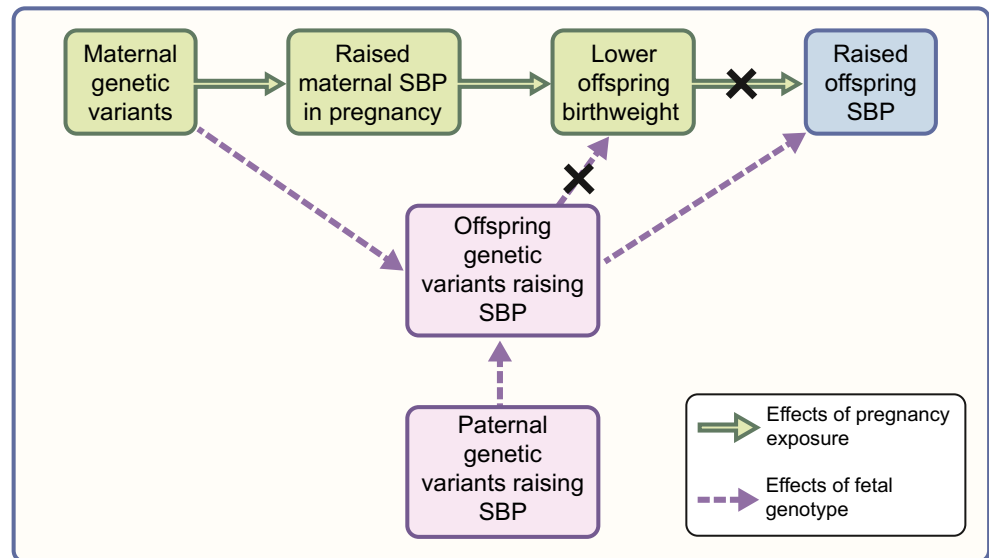 Maternal
genetic
variants
Raised
maternal SBP
in pregnancy
Lower
offspring
birthweight
Raised
offspring
SBP
Offspring
genetic
variants raising
SBP
Paternal
genetic
variants raising
SBP
Effects of pregnancy
exposure
Effects of fetal
genotype